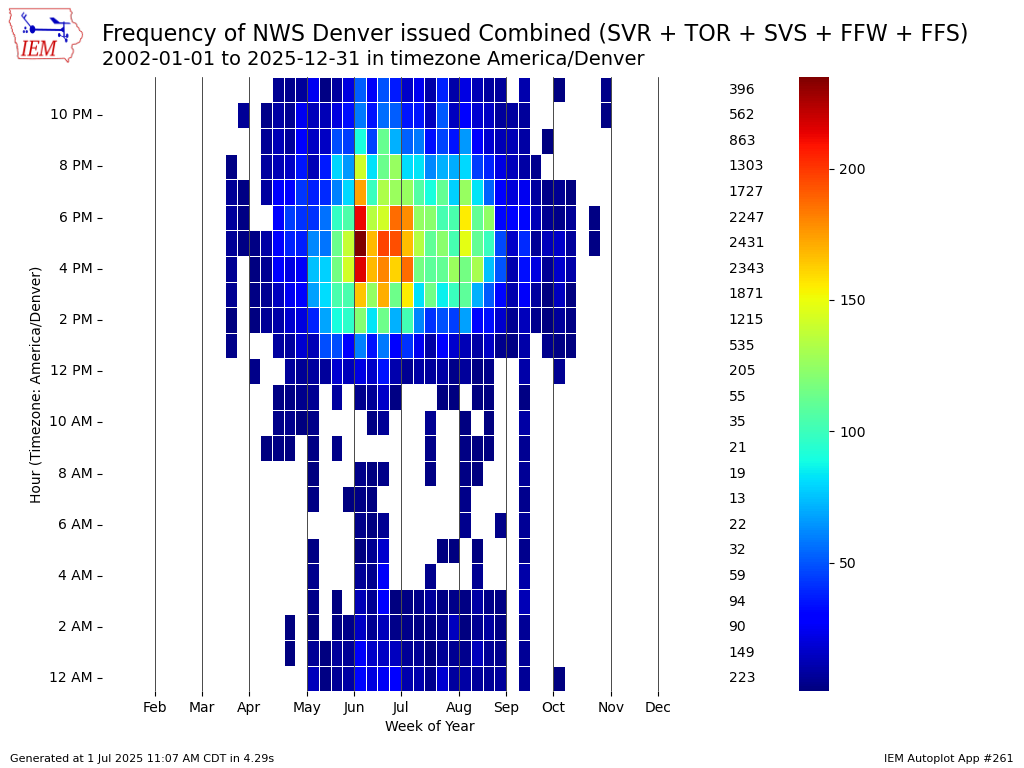 IEM
Frequency of NWS Denver issued Combined (SVR + TOR + SVS + FFW + FFS)
2002-01-01 to 2025-12-31 in timezone America/Denver
396
10 PM 562
863
8 PM 1303
1727
6 PM 2247
2431
4 PM 2343
1871
2 PM 1215
535
12 PM 205
55
10 AM 35
21
8 AM 19
13
6 AM 22
32
4 AM 59
94
2 AM 90
149
12 AM 223
200
150
100
50
Hour (Timezone: America/Denver)
Feb Mar Apr May Jun Jul Aug Sep Oct Nov Dec
Week of Year
Generated at 1 Jul 2025 11:07 AM CDT in 4.29s
IEM Autoplot App #261